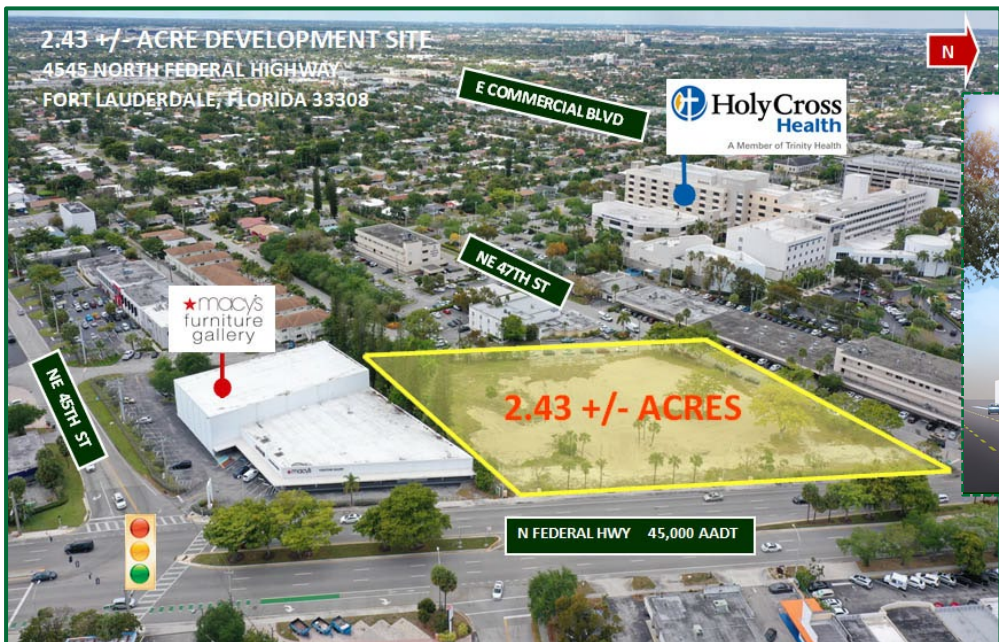 2.43 +/- ACRE DEVELOPMENT SITE
4545 NORTH FEDERAL HIGHWAY
FORT LAUDERDALE, FLORIDA 33308
N
E COMMERCIAL BLVD
HolyCross
Health
A Member of Trinity Health
NE 47TH ST
macy's
furniture
gallery
NE 45TH ST
2.43 +/- ACRES
macys
N FEDERAL HWY 45,000 AADT